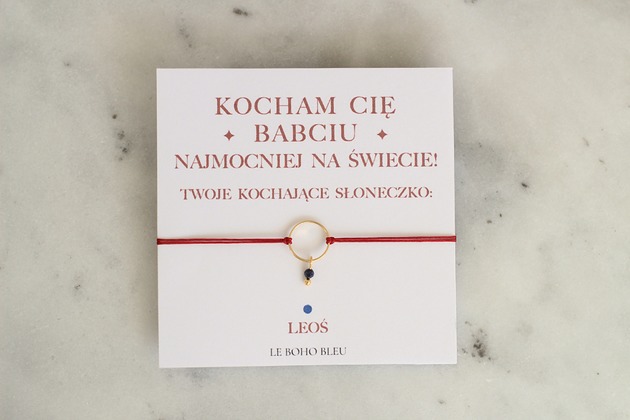 KOCHAM CIĘ
BABCIU
NAJMOCNIEJ NA ŚWIECIE!
TWOJE KOCHAJĄCE SŁONECZKO:
LEOŚ
LE BOHO BLEU